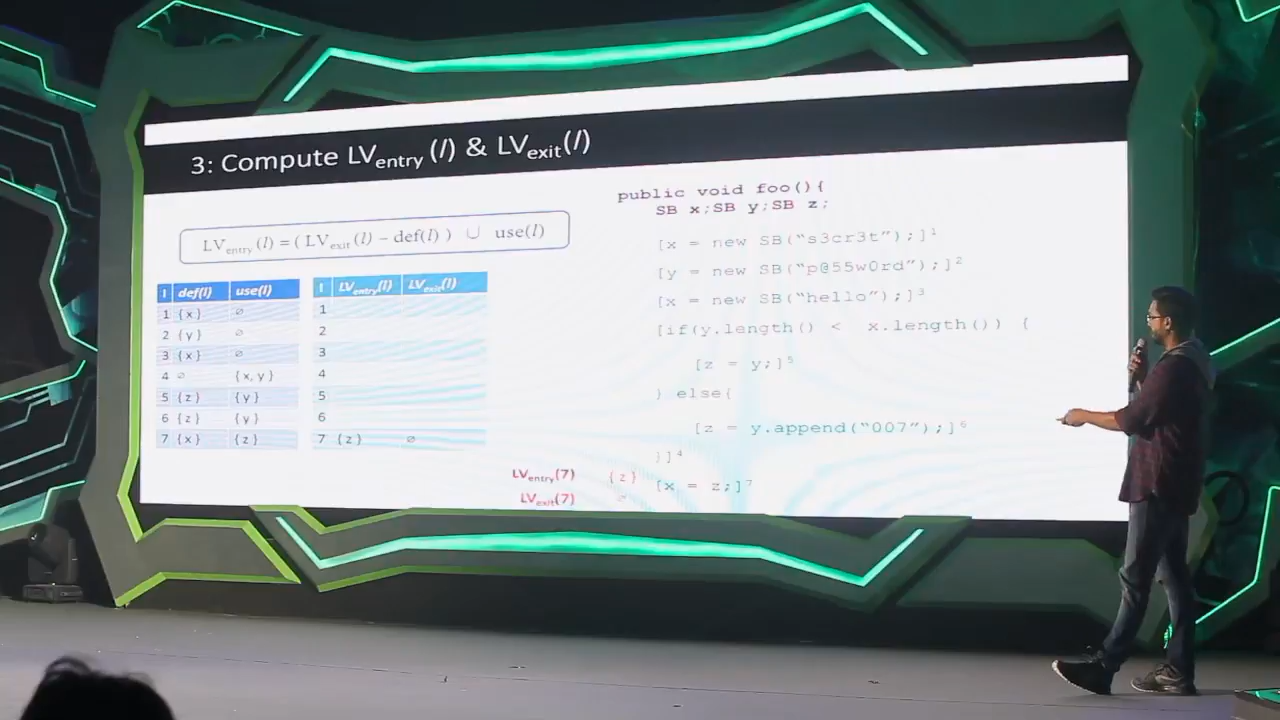 3: Compute LVentry (l) & LVexit(l)
LVentry (l) = ( LVexit (l) – def(l) ) ∪ use(l)
l def(l) use(l)
1 {x} ∅
2 {y} ∅
3 {x} ∅
4 ∅ {x, y}
5 {z} {y}
6 {z} {y}
7 {x} {z}
l LVentry(l) LVexit(l)
1
2
3
4
5
6
7 {z} ∅
public void foo(){
SB x;SB y;SB z;
[x = new SB("s3cr3t");]1
[y = new SB("p@55w0rd");]2
[x = new SB("hello");]3
[if(y.length() < x.length()) {
[z = y;]5
} else{
[z = y.append("007");]6
}]4
[x = z;]7
LVentry(7) {z}
LVexit(7) ∅